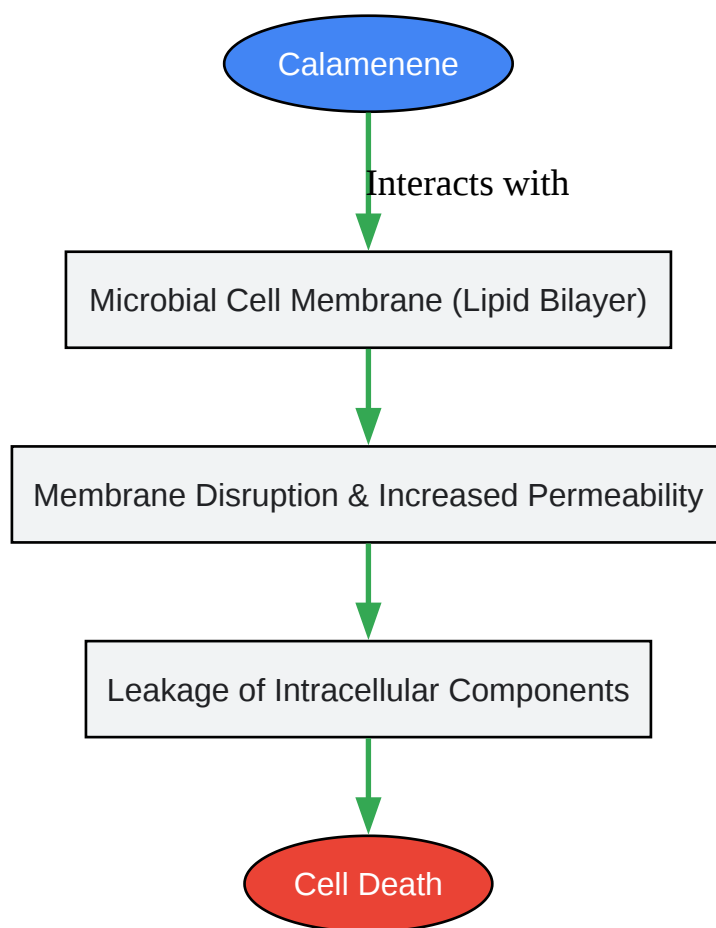 Calamenene
Interacts with
Microbial Cell Membrane (Lipid Bilayer)
Membrane Disruption & Increased Permeability
Leakage of Intracellular Components
Cell Death